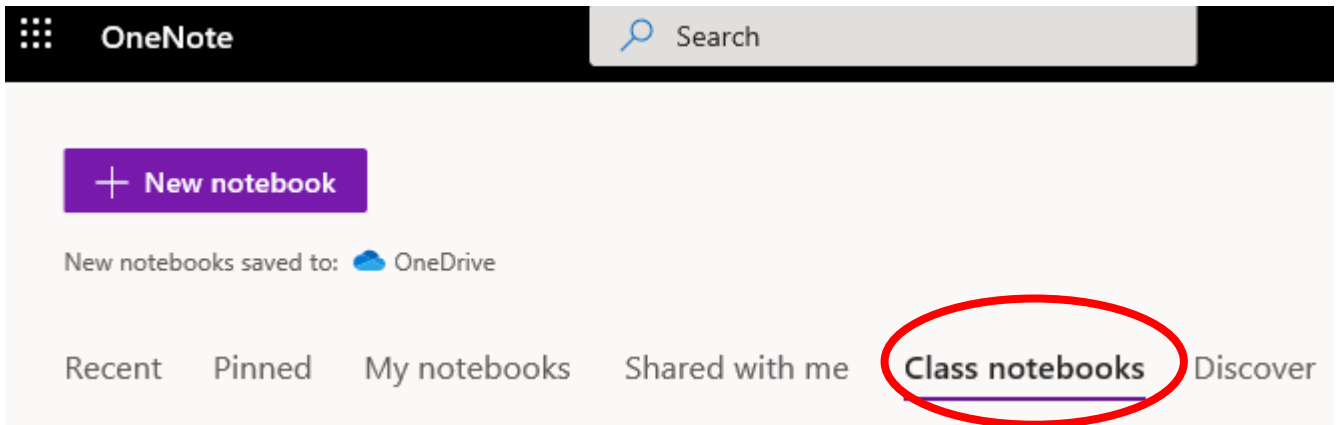 OneNote Search
+ New notebook
New notebooks saved to: OneDrive
Recent Pinned My notebooks Shared with me Class notebooks Discover